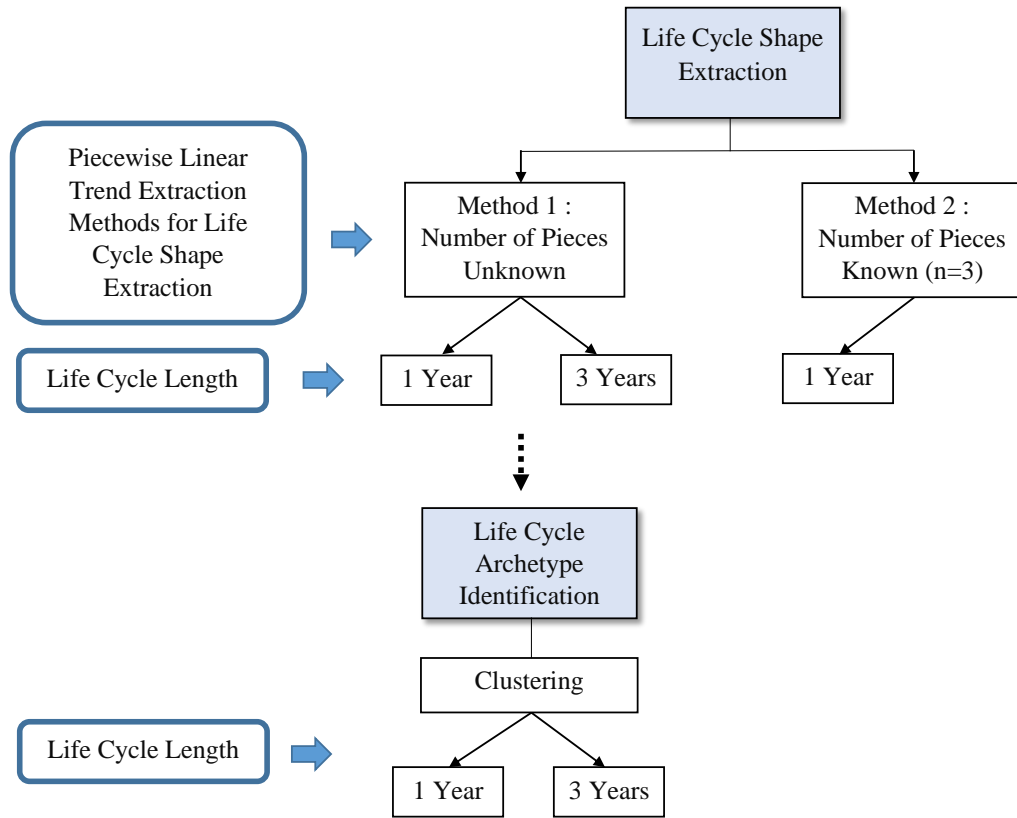 Life Cycle Shape
Extraction
Piecewise Linear
Trend Extraction
Methods for Life
Cycle Shape
Extraction
Method 1 :
Number of Pieces
Unknown
Method 2 :
Number of Pieces
Known (n=3)
Life Cycle Length
1 Year
3 Years
1 Year
Life Cycle
Archetype
Identification
Clustering
Life Cycle Length
1 Year
3 Years